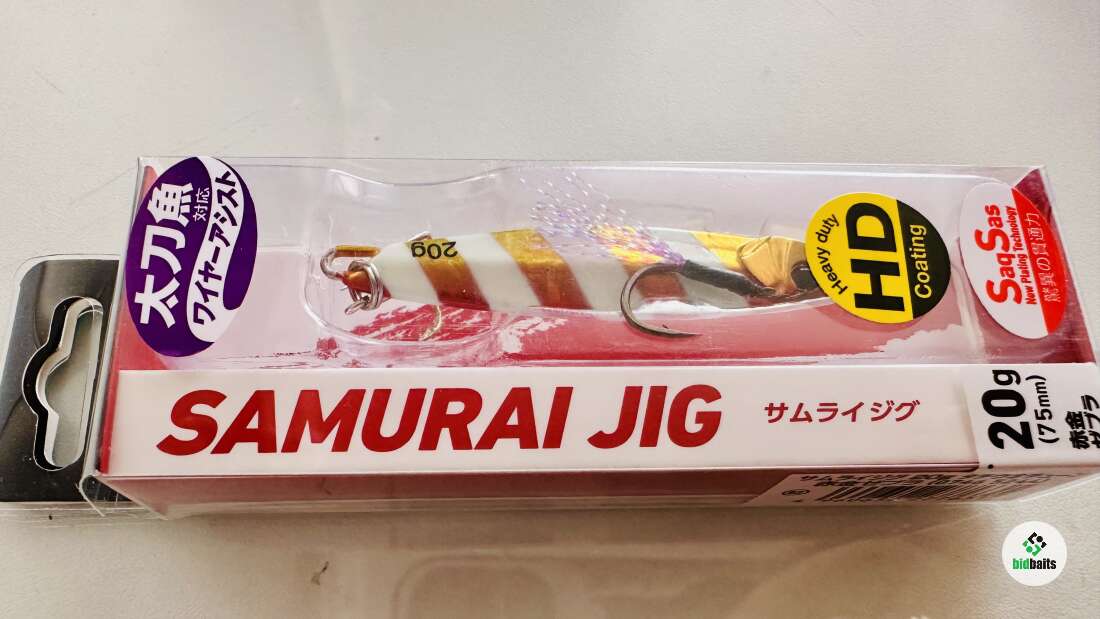 太刀魚
対応
ワイヤーアシスト
20g
Heavy duty
HD
Coating
SaqSas
New Plating Technology
驚異の貫通力
SAMURAI JIG
サムライジグ
20g
(75mm)
赤金
ゼブラ
bidbaits